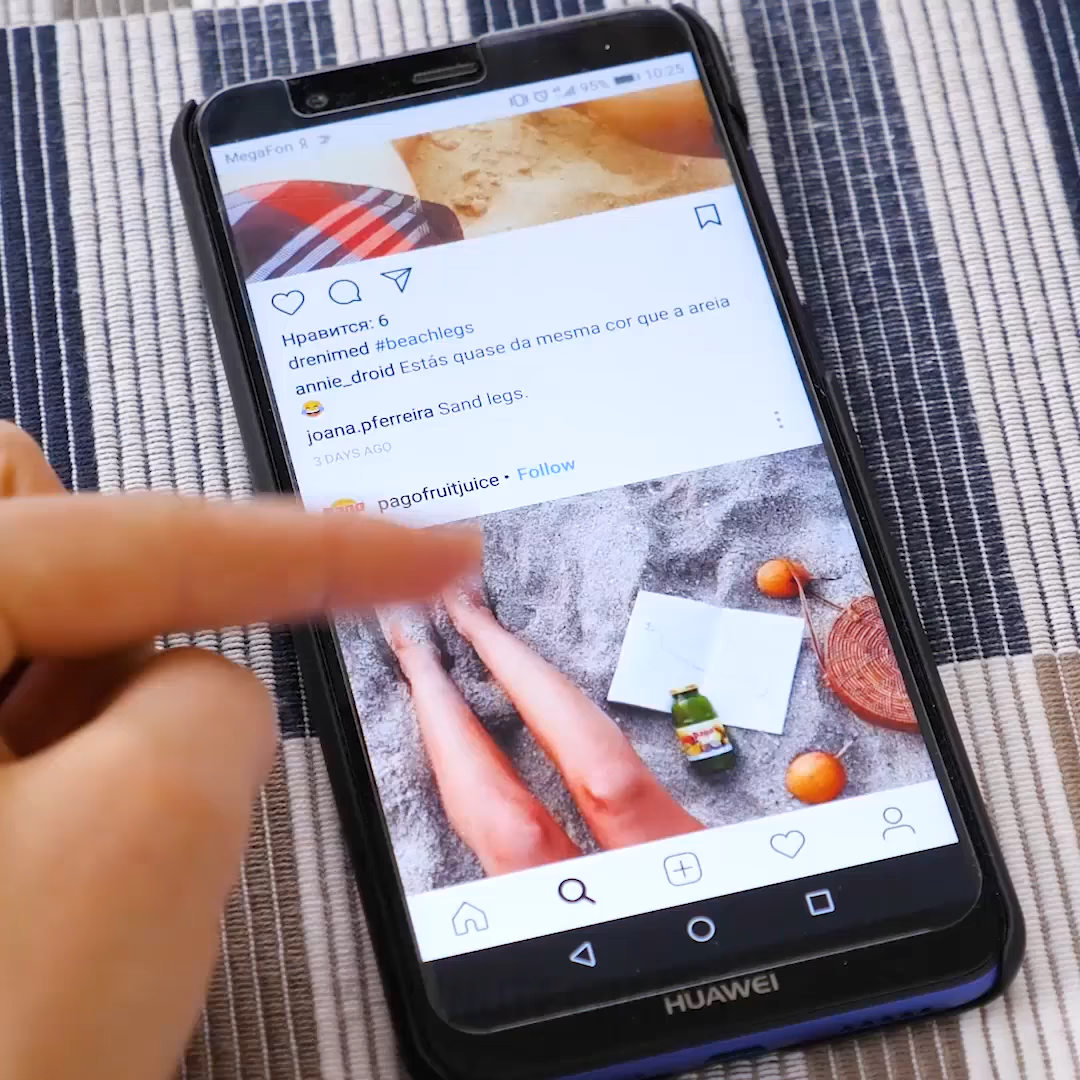 MegaFon 95% 10:25
Нравится: 6
drenimed #beachlegs
annie_droid Estás quase da mesma cor que a areia
😂
joana.pferreira Sand legs.
3 DAYS AGO
pagofruitjuice • Follow
Pago
HUAWEI